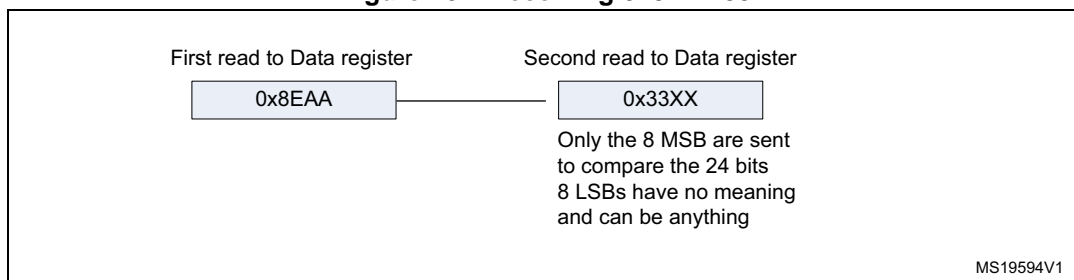 First read to Data register
Second read to Data register
0x8EAA
0x33XX
Only the 8 MSB are sent
to compare the 24 bits
8 LSBs have no meaning
and can be anything
MS19594V1